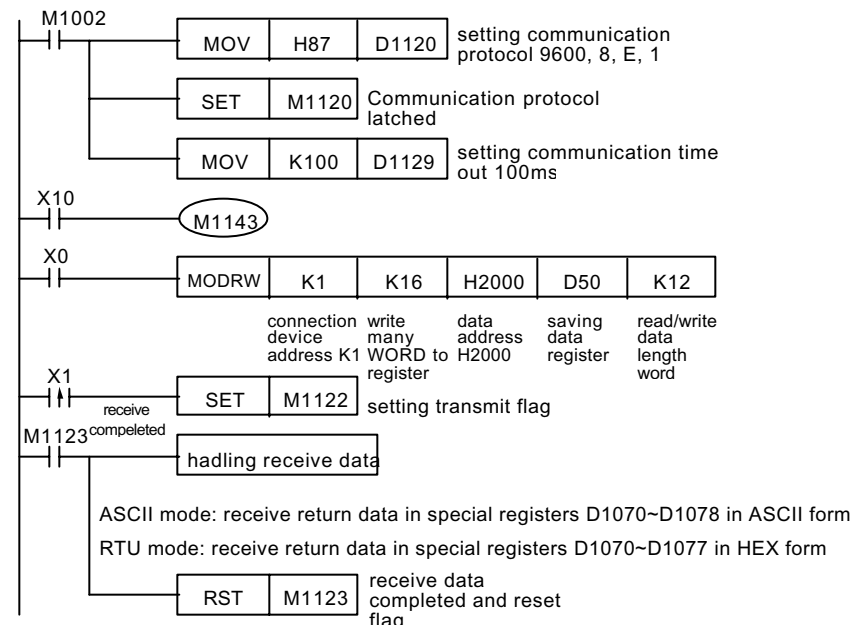 M1002
MOV H87 D1120 setting communication
protocol 9600, 8, E, 1
SET M1120 Communication protocol
latched
MOV K100 D1129 setting communication time
out 100ms
X10
M1143
X0
MODRW K1 K16 H2000 D50 K12
connection write data saving read/write
device many address data data
address K1 WORD to H2000 register length
register word
X1
SET M1122 setting transmit flag
receive
M1123 compeleted
hadling receive data
ASCII mode: receive return data in special registers D1070~D1078 in ASCII form
RTU mode: receive return data in special registers D1070~D1077 in HEX form
RST M1123 receive data
completed and reset
flag